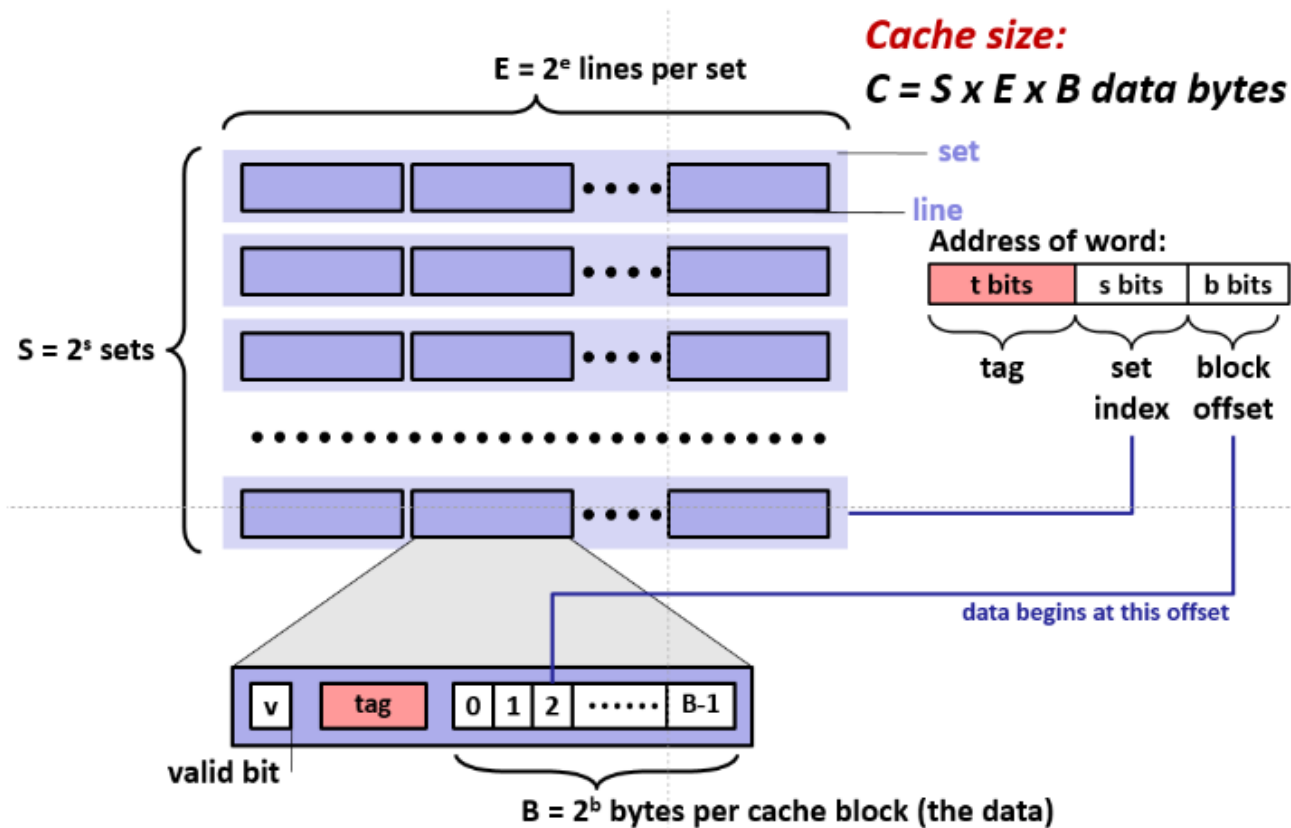 Cache size:
C = S x E x B data bytes
E = 2ᵉ lines per set
set
line
Address of word:
t bits s bits b bits
S = 2ˢ sets
tag set index block offset
data begins at this offset
v tag 0 1 2 •••••• B-1
valid bit
B = 2ᵇ bytes per cache block (the data)